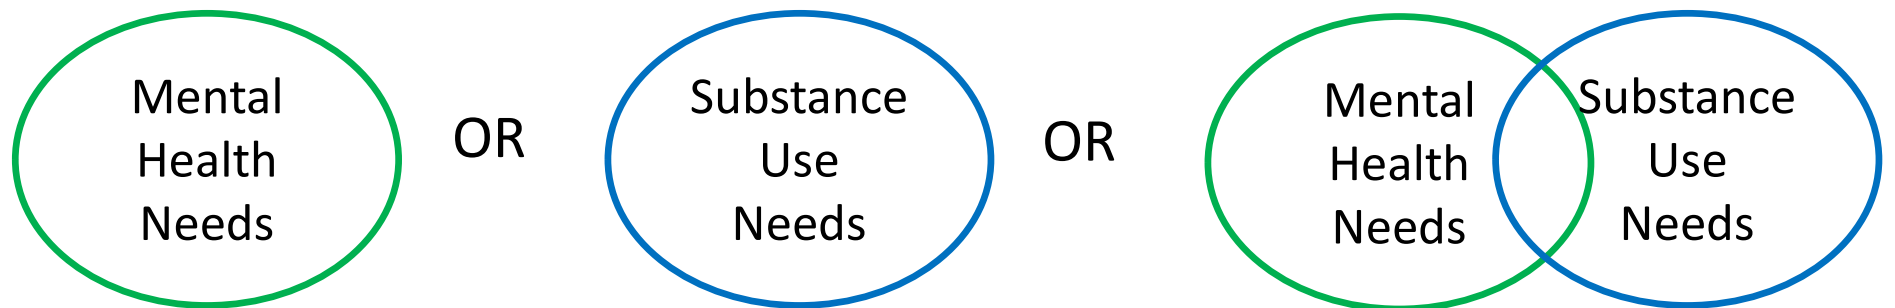 Mental
Health
Needs
OR
Substance
Use
Needs
OR
Mental
Health
Needs
Substance
Use
Needs